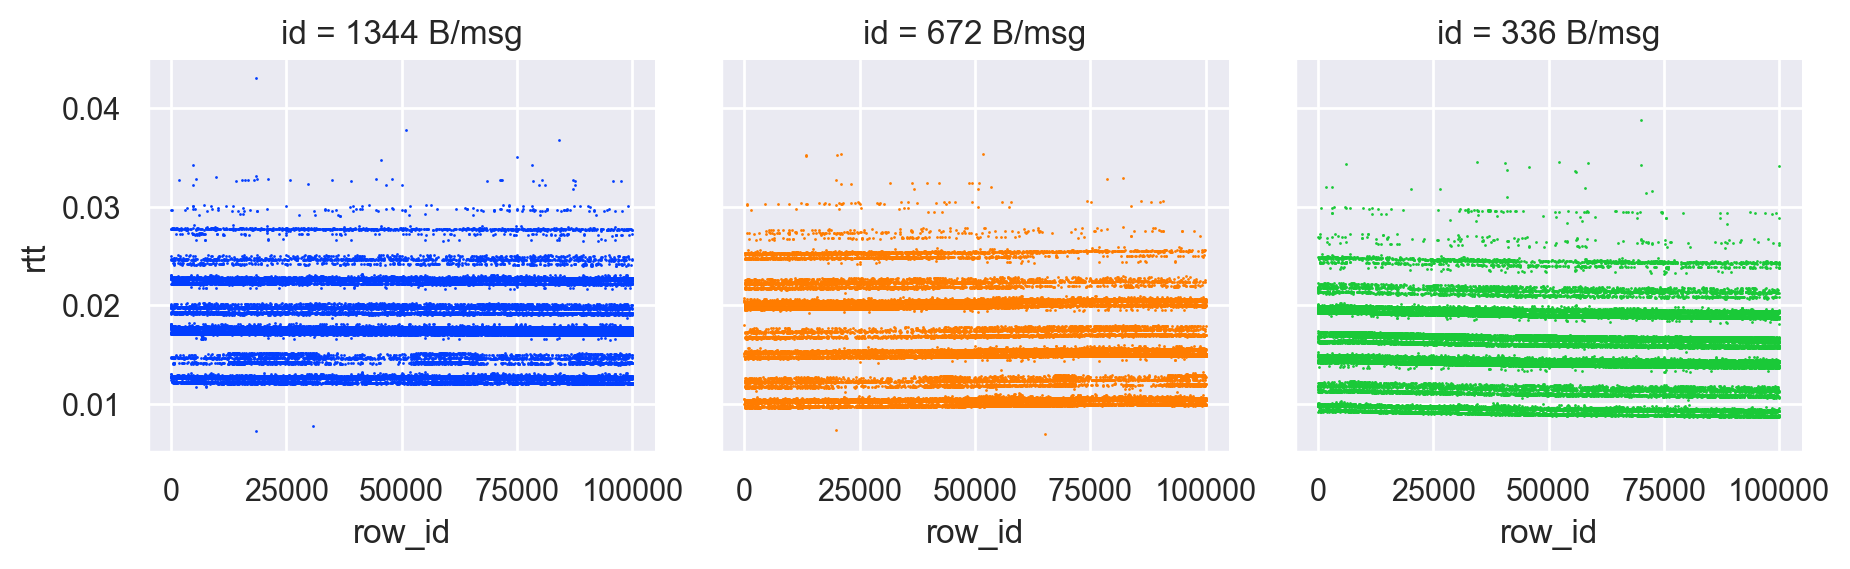 id = 1344 B/msg
id = 672 B/msg
id = 336 B/msg
0.04
0.03
0.02
0.01
rtt
0 25000 50000 75000 100000
0 25000 50000 75000 100000
0 25000 50000 75000 100000
row_id
row_id
row_id